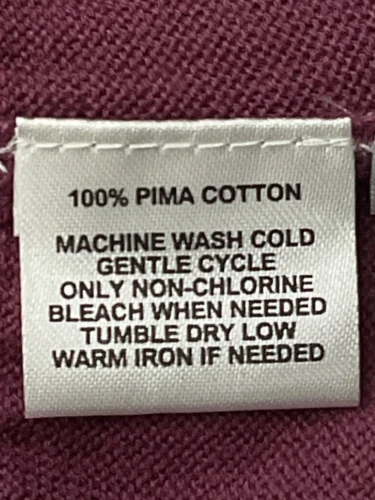 100% PIMA COTTON
MACHINE WASH COLD
GENTLE CYCLE
ONLY NON-CHLORINE
BLEACH WHEN NEEDED
TUMBLE DRY LOW
WARM IRON IF NEEDED